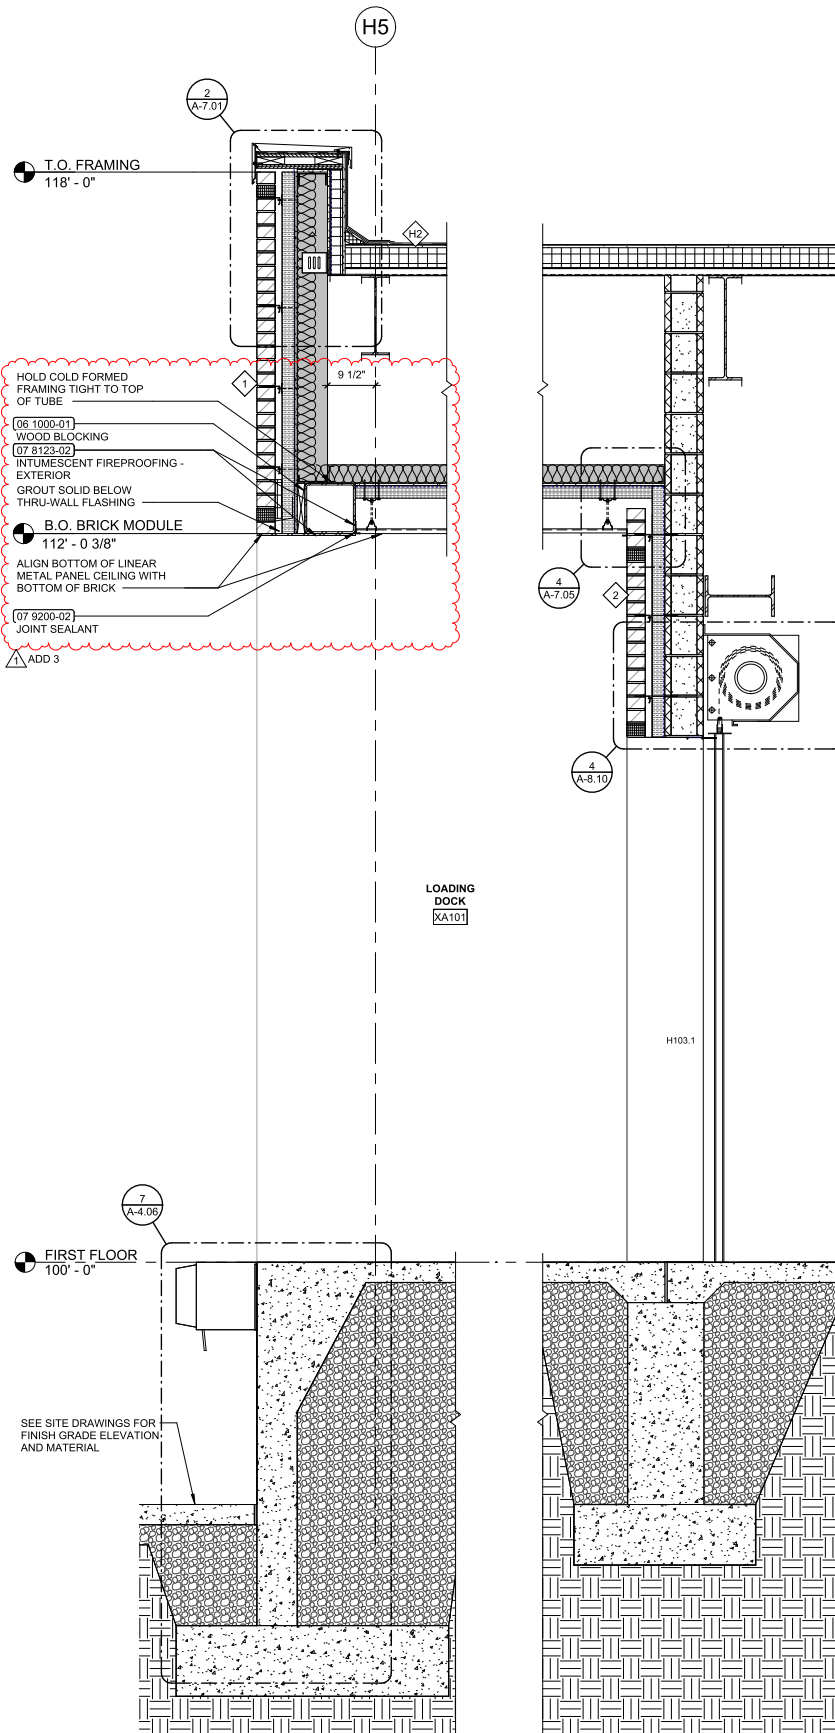 H5
2
A-7.01
T.O. FRAMING
118' - 0"
H2
HOLD COLD FORMED
FRAMING TIGHT TO TOP
OF TUBE
1
9 1/2"
06 1000-01
WOOD BLOCKING
07 8123-02
INTUMESCENT FIREPROOFING -
EXTERIOR
GROUT SOLID BELOW
THRU-WALL FLASHING
B.O. BRICK MODULE
112' - 0 3/8"
ALIGN BOTTOM OF LINEAR
METAL PANEL CEILING WITH
BOTTOM OF BRICK
07 9200-02
JOINT SEALANT
1 ADD 3
4
A-7.05
2
4
A-8.10
LOADING
DOCK
XA101
H103.1
7
A-4.06
FIRST FLOOR
100' - 0"
SEE SITE DRAWINGS FOR
FINISH GRADE ELEVATION
AND MATERIAL